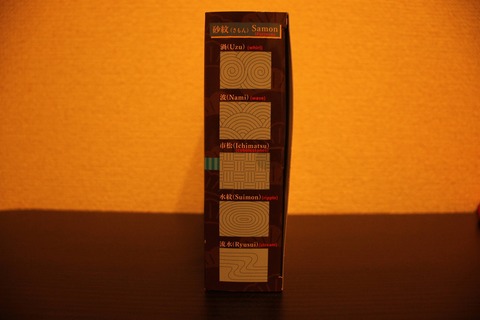 砂紋(さもん) Samon
渦(Uzu)
波(Nami)
市松(Ichimatsu)
水紋(Suimon)
流水(Ryusui)